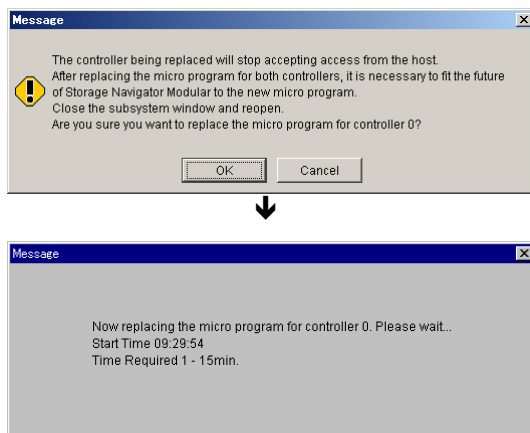 Message
The controller being replaced will stop accepting access from the host.
After replacing the micro program for both controllers, it is necessary to fit the future
of Storage Navigator Modular to the new micro program.
Close the subsystem window and reopen.
Are you sure you want to replace the micro program for controller 0?
OK Cancel
Message
Now replacing the micro program for controller 0. Please wait...
Start Time 09:29:54
Time Required 1 - 15min.